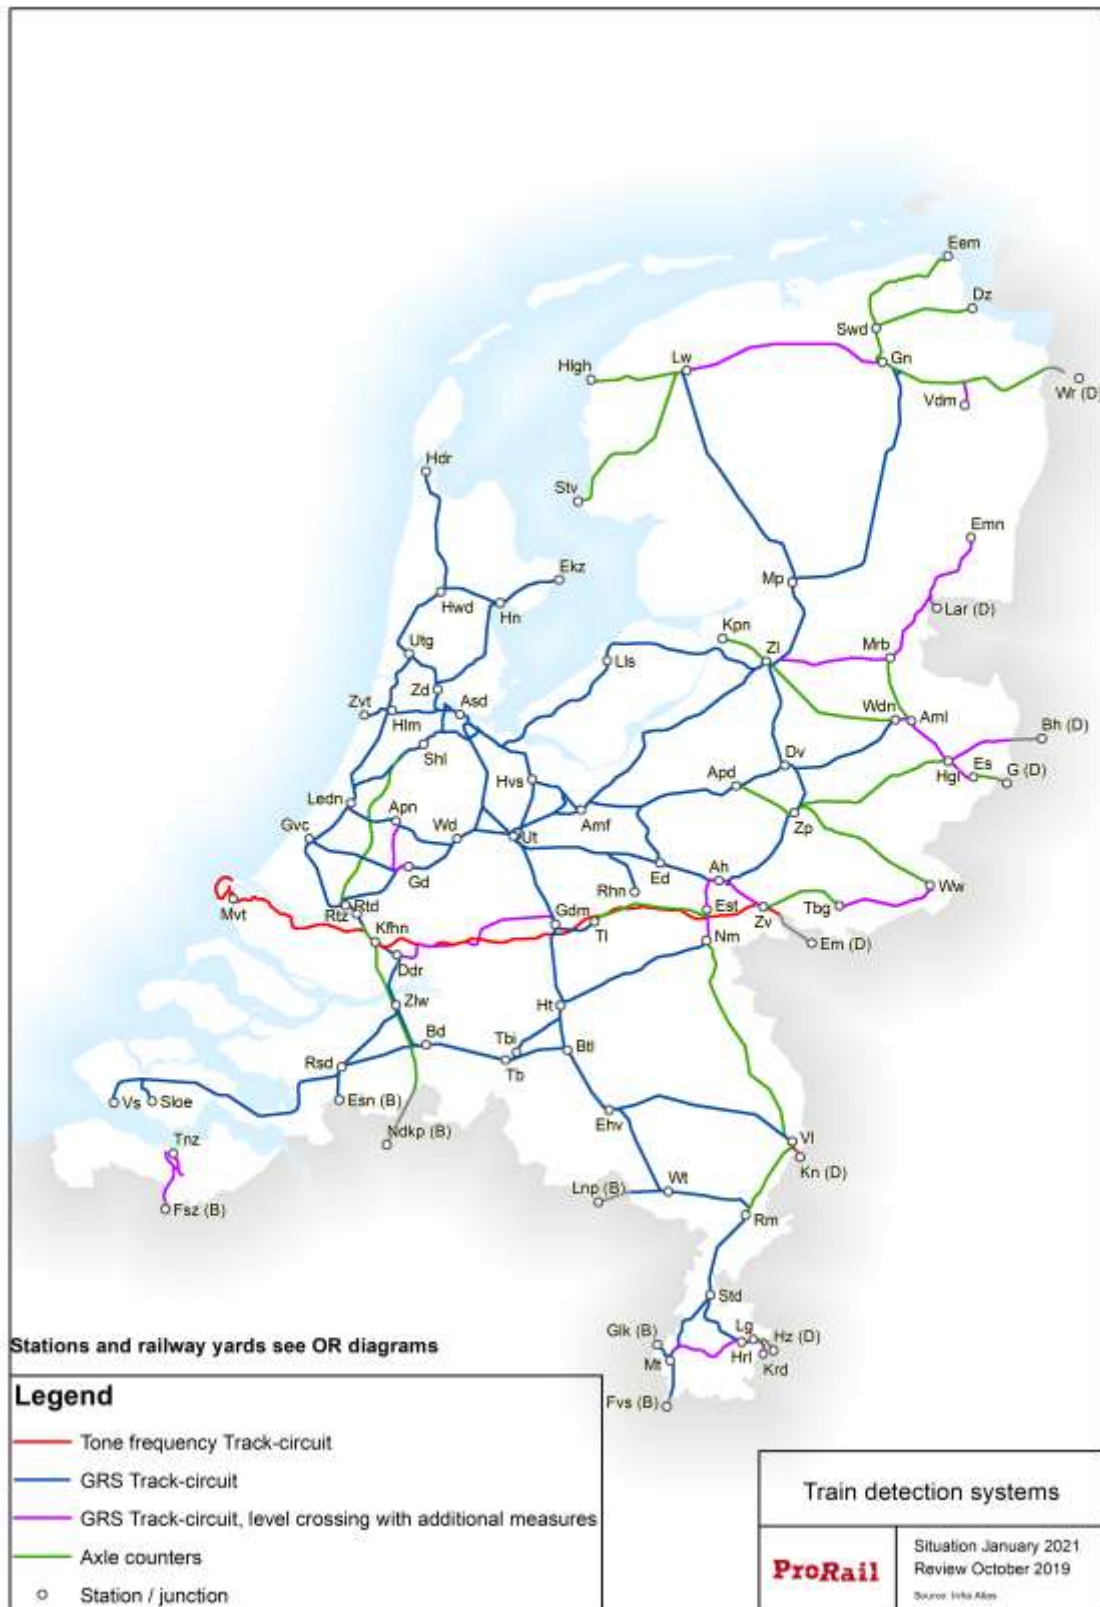 Eem
Dz
Swd
Gn
Lw
Hlgh
Wr (D)
Vdm
Hdr
Stv
Emn
Ekz
Mp
Hwd
Hn
Lar (D)
Kpn
Utg
Zl
Mrb
Lls
Zd
Zvt
Asd
Hlm
Wdn
Aml
Bh (D)
Shl
Dv
Hvs
Apd
Es
Hgl
G (D)
Ledn
Apn
Gvc
Wd
Ut
Amf
Zp
Gd
Ed
Ah
Rhn
Ww
Mvt
Rtd
Rtz
Gdm
Est
Tbg
Tl
Zv
Kfhn
Nm
Em (D)
Ddr
Zlw
Ht
Bd
Tbi
Btl
Rsd
Tb
Vs
Sloe
Esn (B)
Ehv
Ndkp (B)
Vl
Tnz
Kn (D)
Lnp (B)
Wt
Fsz (B)
Rm
Std
Glk (B)
Lg
Hz (D)
Stations and railway yards see OR diagrams
Mt
Hrl
Krd
Fvs (B)
Legend
Tone frequency Track-circuit
GRS Track-circuit
GRS Track-circuit, level crossing with additional measures
Axle counters
Station / junction
Train detection systems
ProRail
Situation January 2021
Review October 2019
Source: Infra Atlas